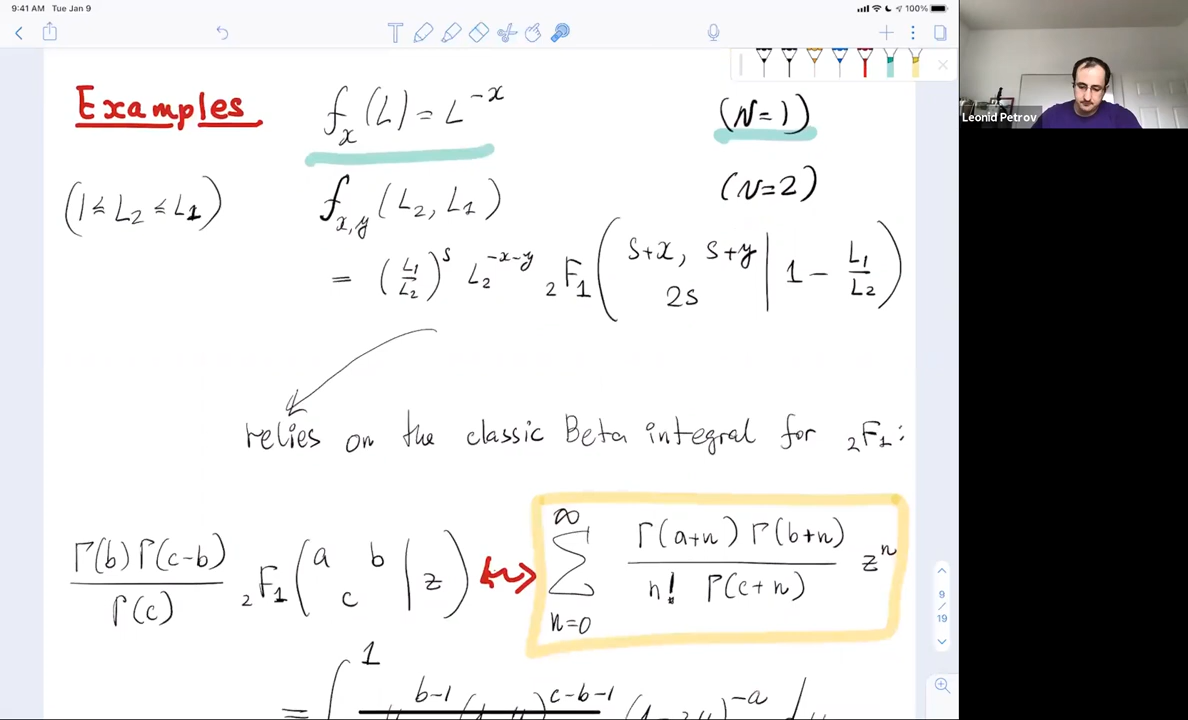 9:41 AM Tue Jan 9
100%
Examples
f_x (L) = L^{-x}
(N=1)
(1 ≤ L_2 ≤ L_1)
f_{x,y} (L_2, L_1)
(N=2)
= (L_1/L_2)^s L_2^{-x-y} _2F_1 (s+x, s+y; 2s | 1 - L_1/L_2)
relies on the classic Beta integral for _2F_1:
Γ(b)Γ(c-b)/Γ(c) _2F_1 (a b; c | z) ↔ ∑_{n=0}^{∞} Γ(a+n) Γ(b+n) / n! Γ(c+n) z^n
= ∫^1
Leonid Petrov
9 / 19